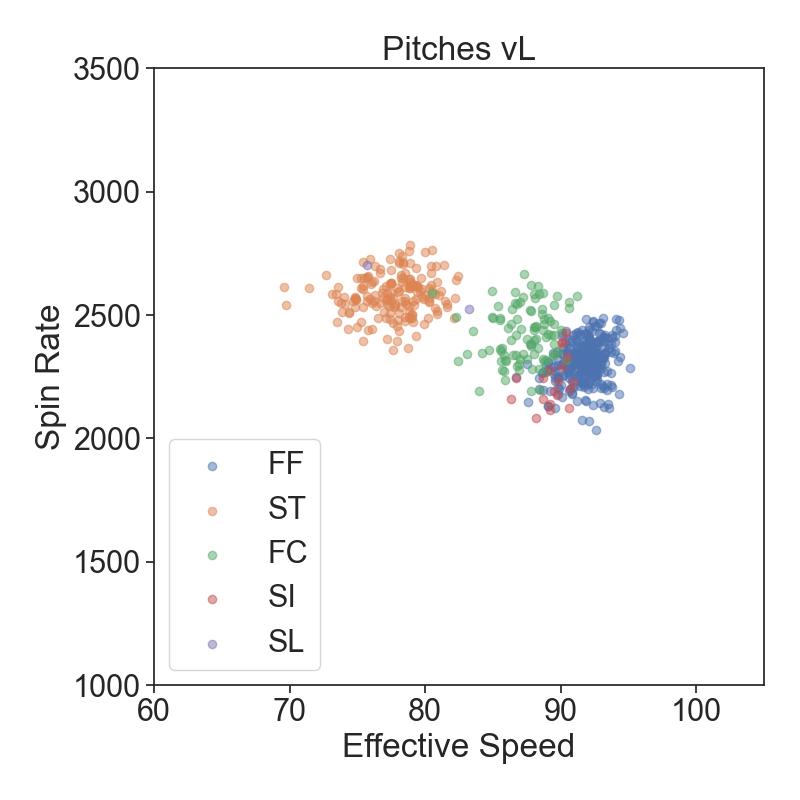 Pitches vL
3500
3000
2500
2000
1500
1000
Spin Rate
FF
ST
FC
SI
SL
60 70 80 90 100
Effective Speed